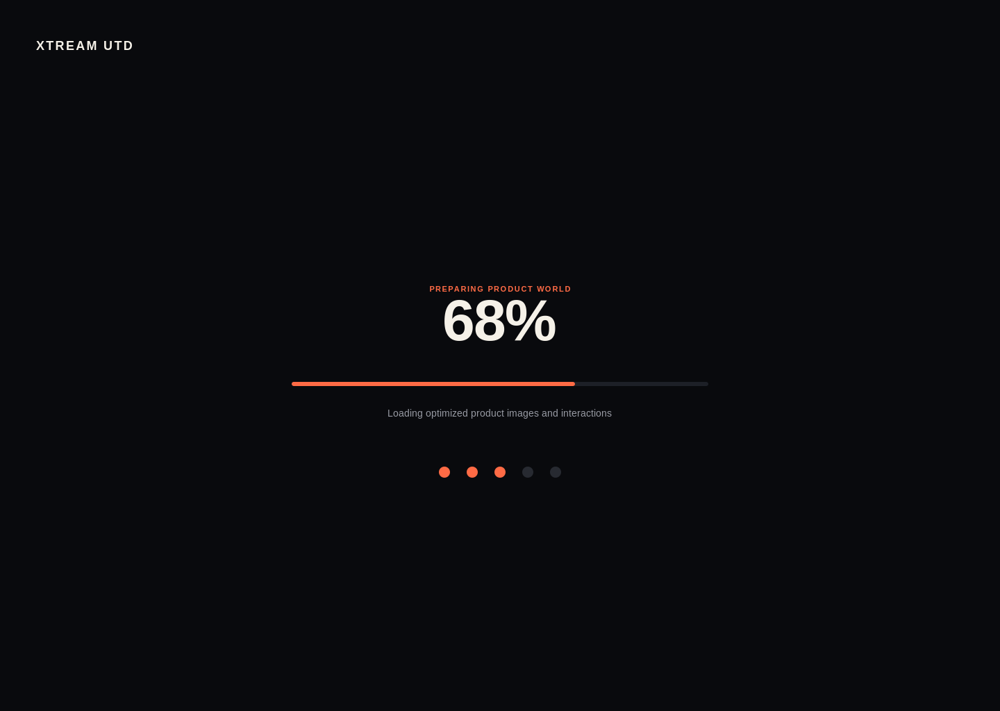 XTREAM UTD
PREPARING PRODUCT WORLD
68%
Loading optimized product images and interactions